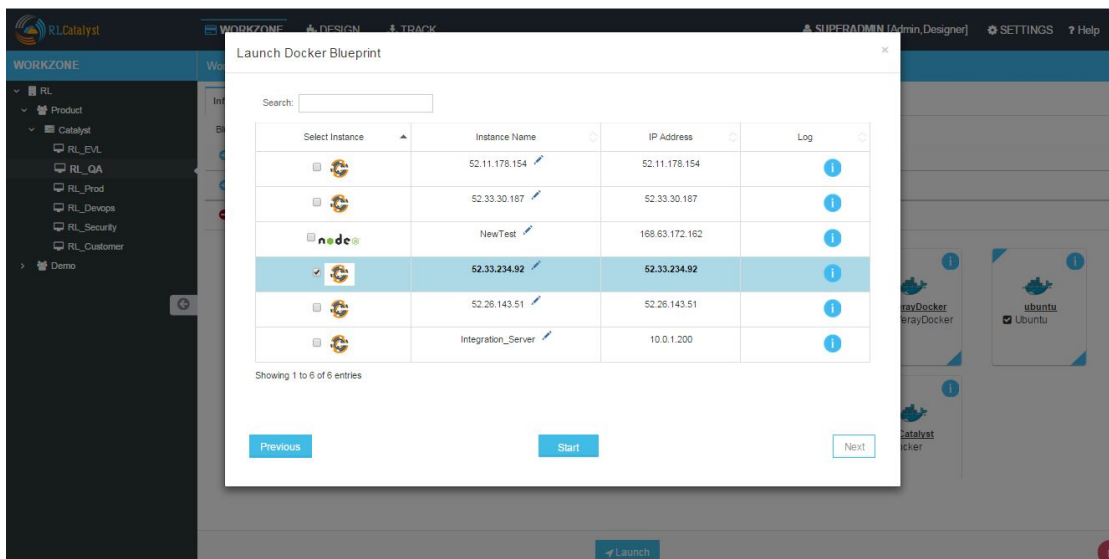 RLCatalyst
WORKZONE DESIGN TRACK SUPERADMIN [Admin,Designer] SETTINGS ? Help
WORKZONE
Launch Docker Blueprint ×
RL
Product
Catalyst
RL_EVL
RL_QA
RL_Prod
RL_Devops
RL_Security
RL_Customer
Demo
Search:
Select Instance Instance Name IP Address Log
52.11.178.154 52.11.178.154
52.33.30.187 52.33.30.187
node NewTest 168.63.172.162
52.33.234.92 52.33.234.92
52.26.143.51 52.26.143.51
Integration_Server 10.0.1.200
Showing 1 to 6 of 6 entries
Previous Start Next
ubuntu
Ubuntu
Catalyst
Launch